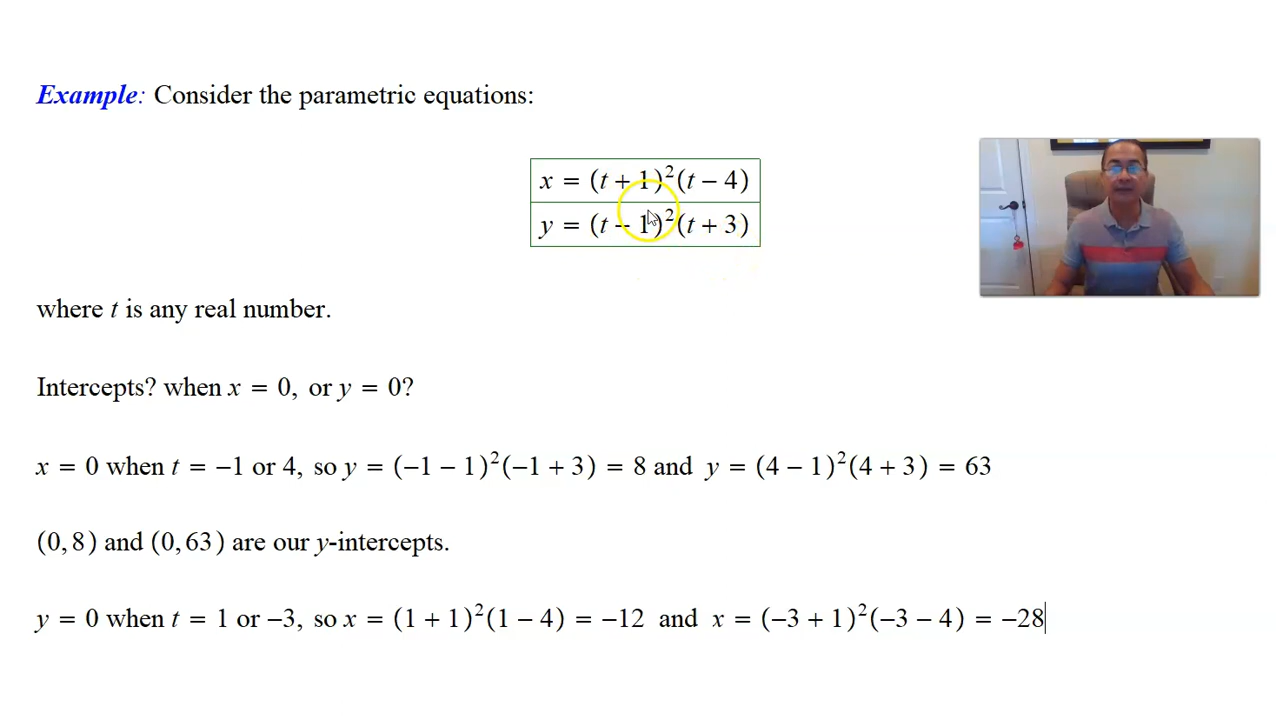 Example: Consider the parametric equations:
x = (t + 1)²(t − 4)
y = (t − 1)²(t + 3)
where t is any real number.
Intercepts? when x = 0, or y = 0?
x = 0 when t = −1 or 4, so y = (−1 − 1)²(−1 + 3) = 8 and y = (4 − 1)²(4 + 3) = 63
(0, 8) and (0, 63) are our y-intercepts.
y = 0 when t = 1 or −3, so x = (1 + 1)²(1 − 4) = −12 and x = (−3 + 1)²(−3 − 4) = −28